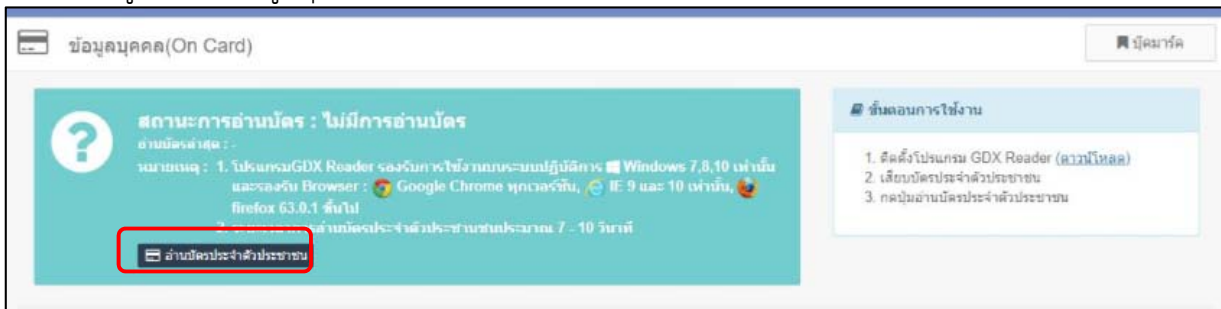 ข้อมูลบุคคล(On Card)
บุ๊คมาร์ค
สถานะการอ่านบัตร : ไม่มีการอ่านบัตร
อ่านบัตรล่าสุด : -
หมายเหตุ : 1. โปรแกรมGDX Reader รองรับการใช้งานบนระบบปฏิบัติการ Windows 7,8,10 เท่านั้น
และรองรับ Browser : Google Chrome ทุกเวอร์ชัน, IE 9 และ 10 เท่านั้น,
firefox 63.0.1 ขึ้นไป
2. อ่านบัตรประจำตัวประชาชนประมาณ 7 - 10 วินาที
อ่านบัตรประจำตัวประชาชน
ขั้นตอนการใช้งาน
1. ติดตั้งโปรแกรม GDX Reader (ดาวน์โหลด)
2. เสียบบัตรประจำตัวประชาชน
3. กดปุ่มอ่านบัตรประจำตัวประชาชน